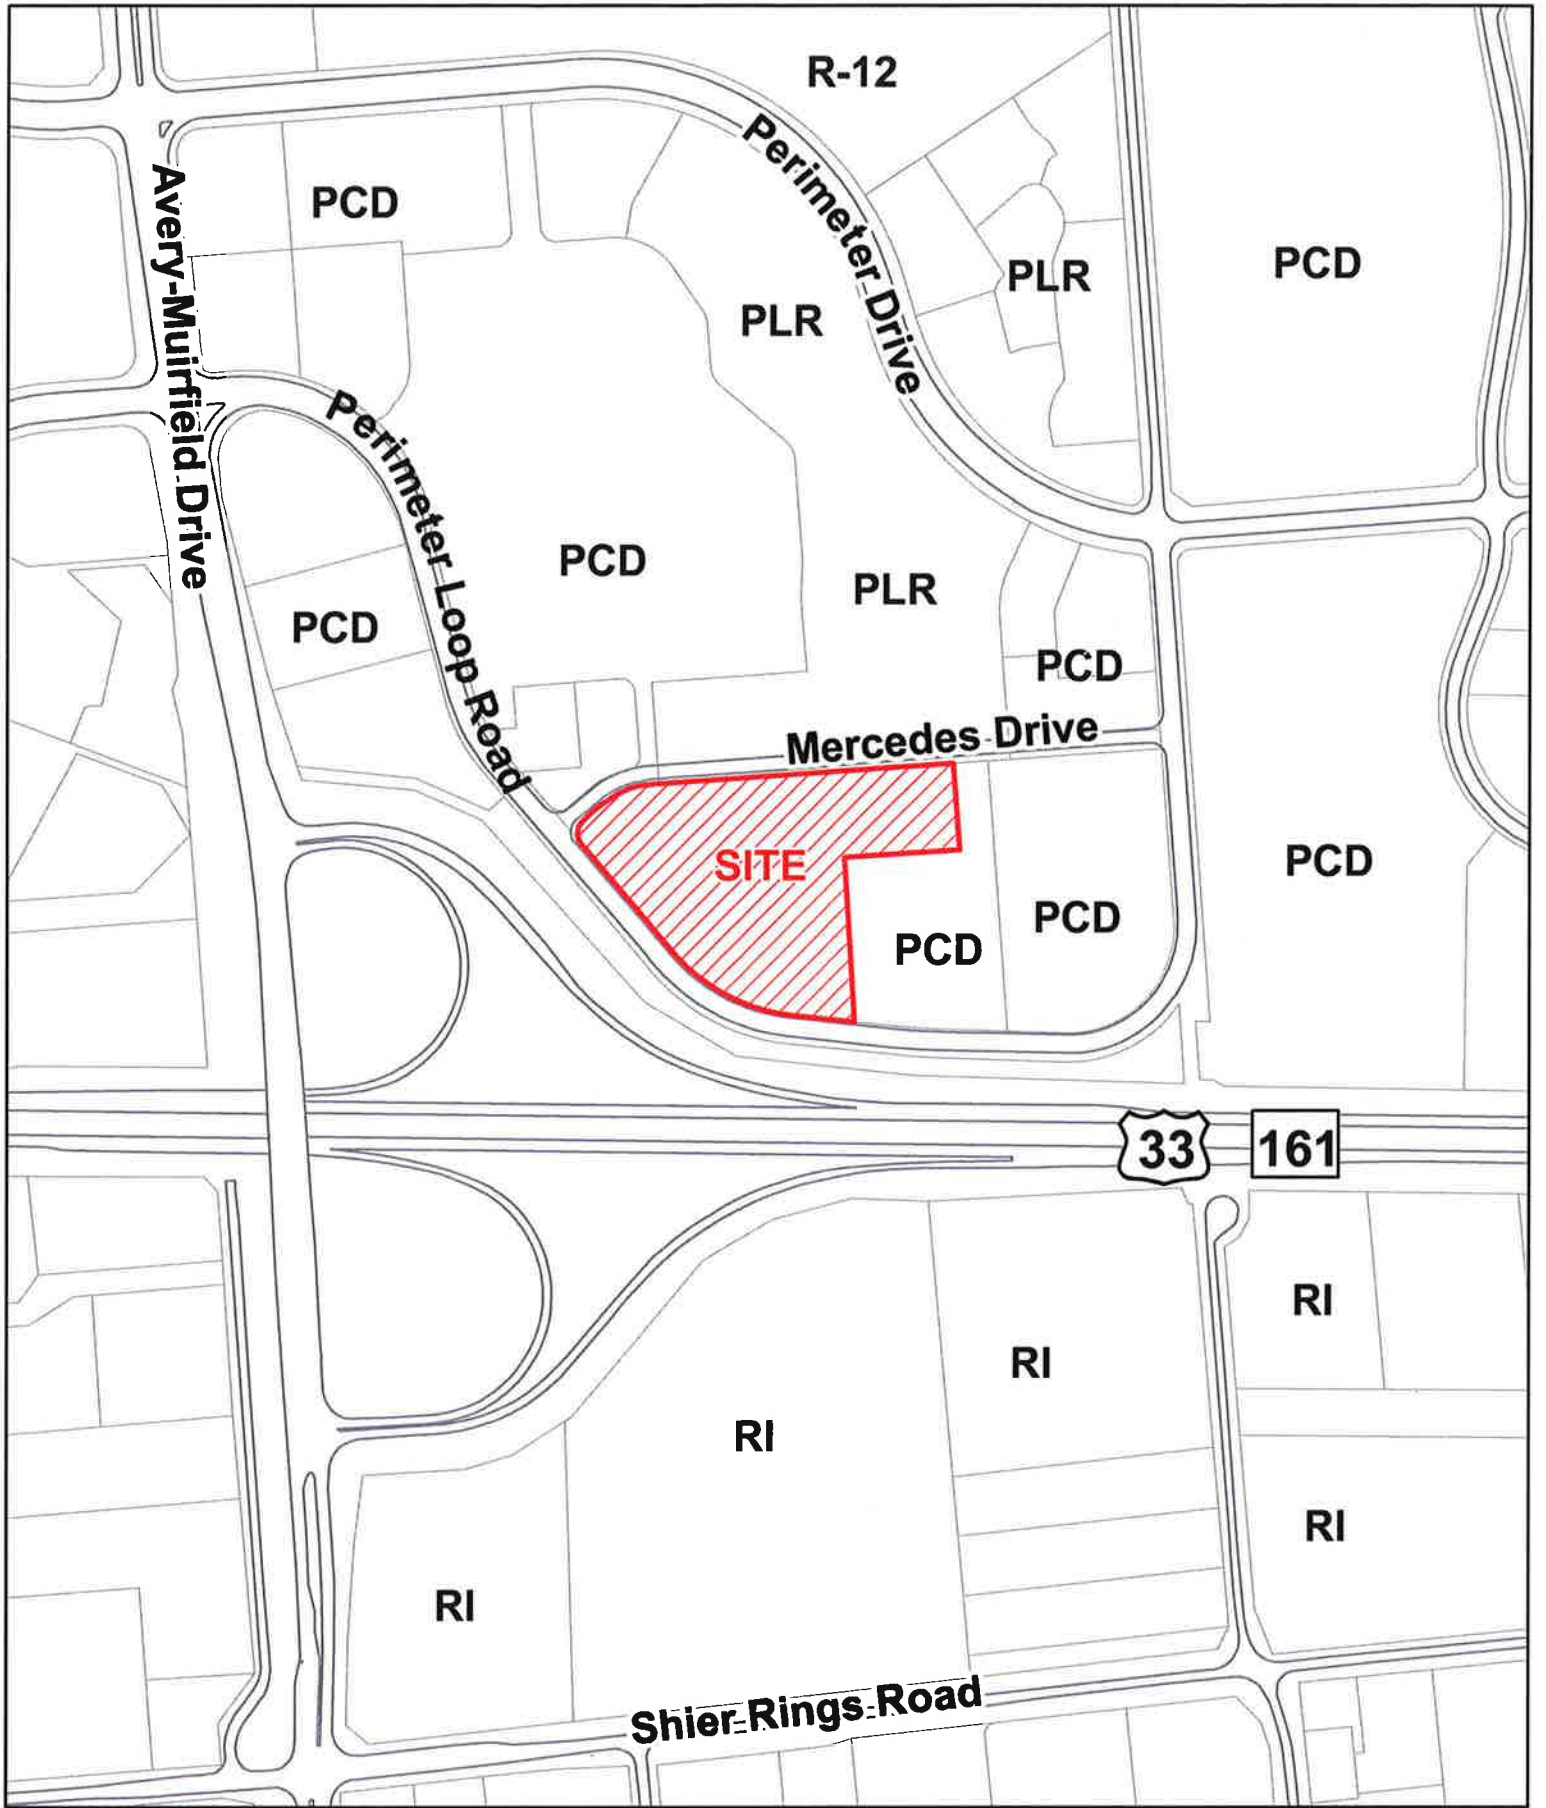 R-12
Perimeter Drive
PCD
Avery-Muirfield Drive
PLR
PCD
PLR
Perimeter Loop Road
PCD
PLR
PCD
PCD
Mercedes Drive
SITE
PCD
PCD
PCD
33
161
RI
RI
RI
RI
RI
Shier-Rings Road